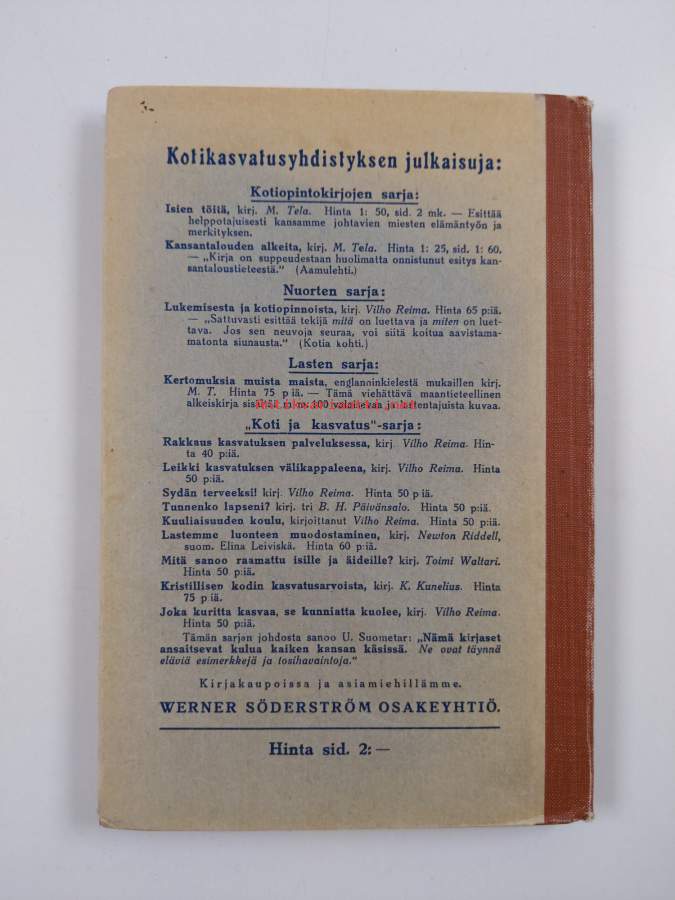 Kotikasvatusyhdistyksen julkaisuja:
Kotiopintokirjojen sarja:
Isien töitä, kirj. M. Tela. Hinta 1: 50, sid. 2 mk. — Esittää
helppotajuisesti kansamme johtavien miesten elämäntyön ja
merkityksen.
Kansantalouden alkeita, kirj. M. Tela. Hinta 1: 25, sid. 1: 60.
— „Kirja on suppeudestaan huolimatta onnistunut esitys kan-
santaloustieteestä.“ (Aamulehti.)
Nuorten sarja:
Lukemisesta ja kotiopinnoista, kirj. Vilho Reima. Hinta 65 p:iä.
— „Sattuvasti esittää tekijä mitä on luettava ja miten on luet-
tava. Jos sen neuvoja seuraa, voi siitä koitua aavistama-
matonta siunausta.“ (Kotia kohti.)
Lasten sarja:
Kertomuksia muista maista, englanninkielestä mukaillen kirj.
M. T. Hinta 75 p iä. — Tämä viehättävä maantieteellinen
alkeiskirja sisältää n. 100 valaisevaa ja
kuvaa.
„Koti ja kasvatus"-sarja:
Rakkaus kasvatuksen palveluksessa, kirj. Vilho Reima. Hin-
ta 40 p:iä.
Leikki kasvatuksen välikappaleena, kirj. Vilho Reima. Hinta
50 p:iä.
Sydän terveeksi! kirj. Vilho Reima. Hinta 50 p iä.
Tunnenko lapseni? kirj. tri B. H. Päivänsalo. Hinta 50 p:iä.
Kuuliaisuuden koulu, kirjoittanut Vilho Reima. Hinta 50 p:iä.
Lastemme luonteen muodostaminen, kirj. Newton Riddell,
suom. Elina Leiviskä. Hinta 60 p:iä.
Mitä sanoo raamattu isille ja äideille? kirj. Toimi Waltari.
Hinta 50 p:iä.
Kristillisen kodin kasvatusarvoista, kirj. K. Kunelius. Hinta
75 p iä.
Joka kuritta kasvaa, se kunniatta kuolee, kirj. Vilho Reima.
Hinta 50 p:iä.
Tämän sarjan johdosta sanoo U. Suometar: „Nämä kirjaset
ansaitsevat kulua kaiken kansan käsissä. Ne ovat täynnä
eläviä esimerkkejä ja tosihavaintoja.“
Kirjakaupoissa ja asiamiehillämme.
WERNER SÖDERSTRÖM OSAKEYHTIÖ.
Hinta sid. 2: —